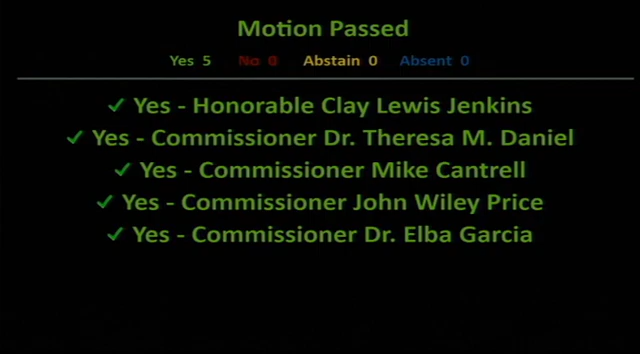 Motion Passed
Yes 5 No 0 Abstain 0 Absent 0
✓ Yes - Honorable Clay Lewis Jenkins
✓ Yes - Commissioner Dr. Theresa M. Daniel
✓ Yes - Commissioner Mike Cantrell
✓ Yes - Commissioner John Wiley Price
✓ Yes - Commissioner Dr. Elba Garcia